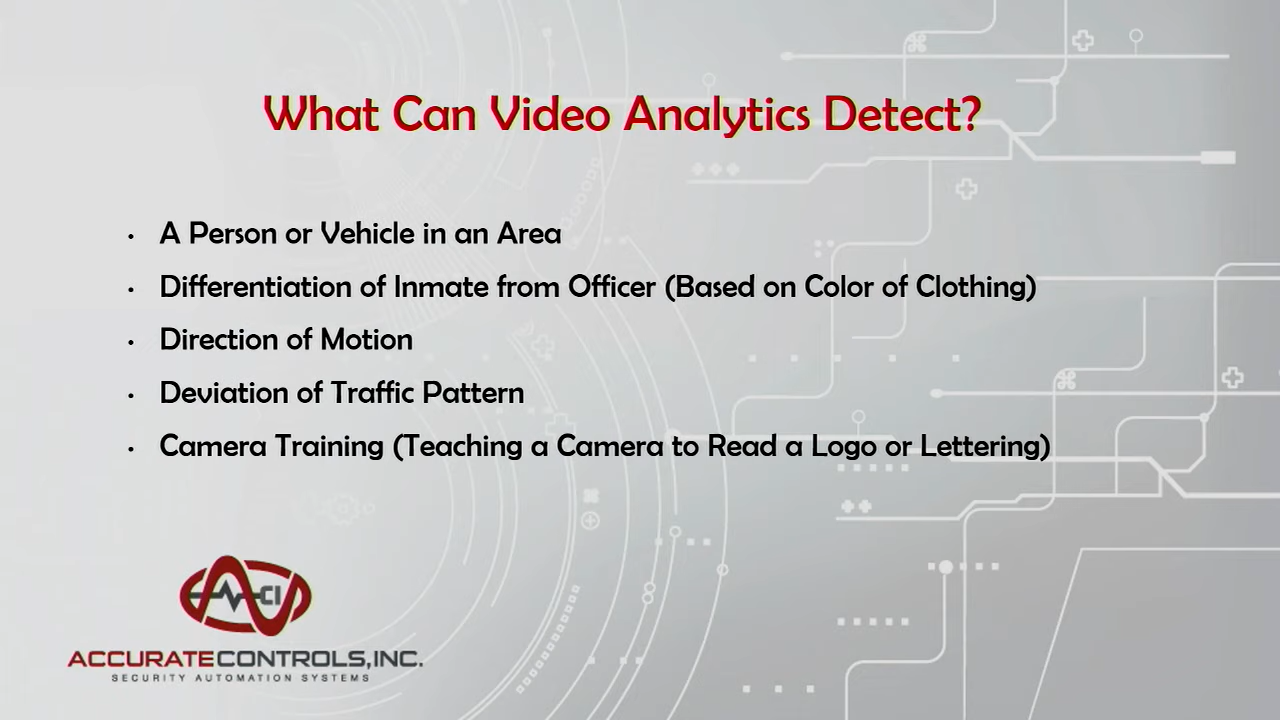 What Can Video Analytics Detect?
• A Person or Vehicle in an Area
• Differentiation of Inmate from Officer (Based on Color of Clothing)
• Direction of Motion
• Deviation of Traffic Pattern
• Camera Training (Teaching a Camera to Read a Logo or Lettering)
ACI
ACCURATECONTROLS,INC.
SECURITY AUTOMATION SYSTEMS